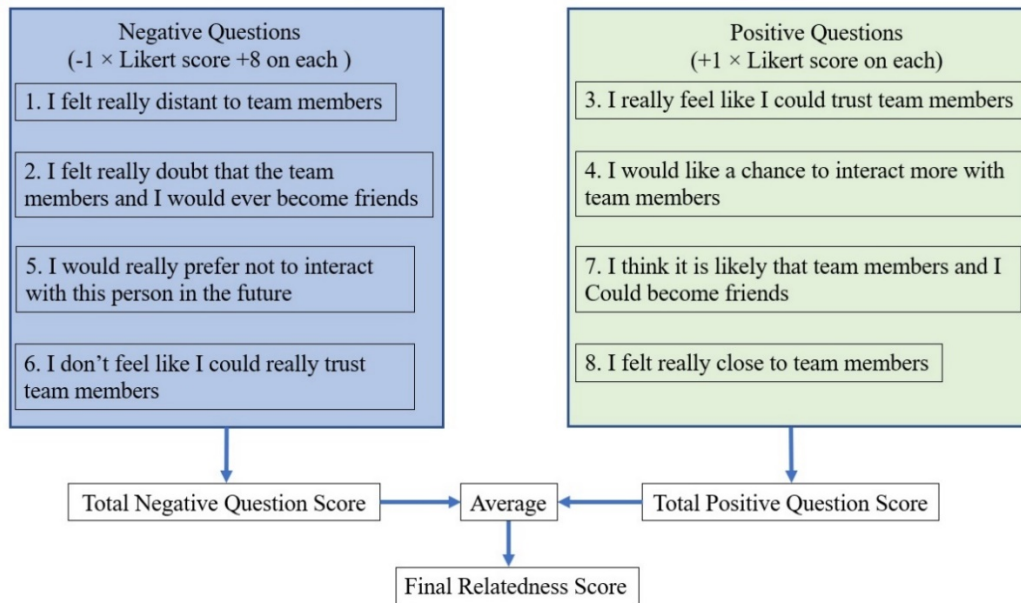 Negative Questions
(-1 × Likert score +8 on each )
1. I felt really distant to team members
2. I felt really doubt that the team
members and I would ever become friends
5. I would really prefer not to interact
with this person in the future
6. I don’t feel like I could really trust
team members
Positive Questions
(+1 × Likert score on each)
3. I really feel like I could trust team members
4. I would like a chance to interact more with
team members
7. I think it is likely that team members and I
Could become friends
8. I felt really close to team members
Total Negative Question Score
Average
Total Positive Question Score
Final Relatedness Score